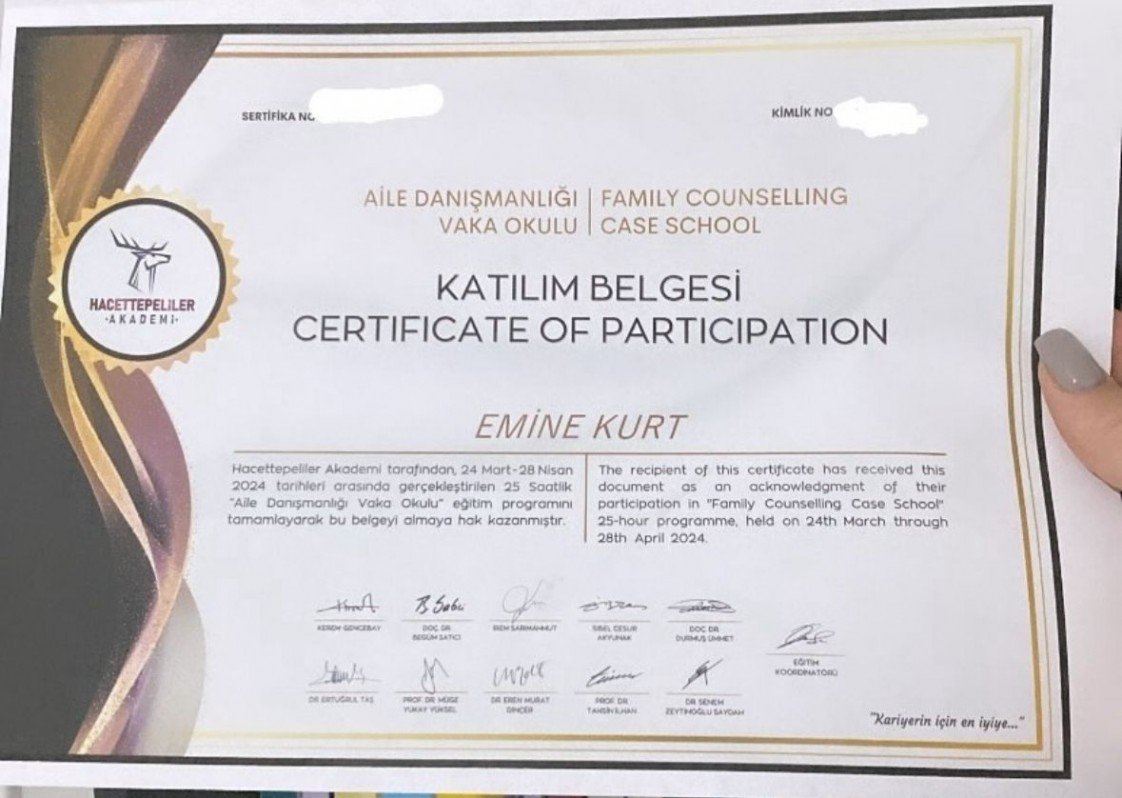 SERTİFİKA NO
KİMLİK NO
AİLE DANIŞMANLIĞI
VAKA OKULU
FAMILY COUNSELLING
CASE SCHOOL
HACETTEPELİLER
·AKADEMİ·
KATILIM BELGESİ
CERTIFICATE OF PARTICIPATION
EMİNE KURT
Hacettepeliler Akademi tarafından, 24 Mart-28 Nisan
2024 tarihleri arasında gerçekleştirilen 25 Saatlik
"Aile Danışmanlığı Vaka Okulu" eğitim programını
tamamlayarak bu belgeyi almaya hak kazanmıştır.
The recipient of this certificate has received this
document as an acknowledgment of their
participation in "Family Counselling Case School"
25-hour programme, held on 24th March through
28th April 2024.
KEREM GENCEBAY
DOÇ. DR.
BEGÜM SATICI
EREN SARIMAHMUT
SİBEL CESUR
AKYUNAK
DOÇ. DR.
DURMUŞ ÜMMET
EĞİTİM
KOORDİNATÖRÜ
DR. ERTUĞRUL TAŞ
PROF. DR. MÜGE
YUKAY YÜKSEL
DR. EREN MURAT
DİNÇER
PROF. DR.
TAHSİN İLHAN
DR. SENEM
ZEYTİNOĞLU SAYDAM
"Kariyerin için en iyiye..."